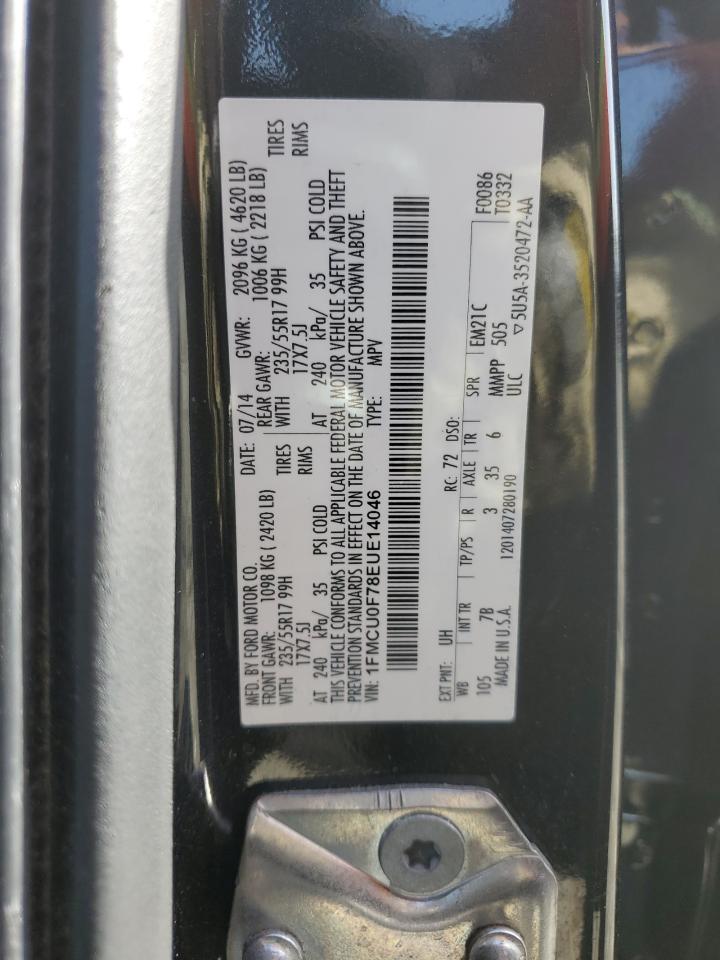 MFD. BY FORD MOTOR CO.
DATE: 07/14 GVWR: 2096 KG ( 4620 LB)
FRONT GAWR: 1098 KG ( 2420 LB) REAR GAWR: 1006 KG ( 2218 LB)
WITH 235/55R17 99H TIRES WITH 235/55R17 99H TIRES
17X7.5J RIMS 17X7.5J RIMS
AT 240 kPa/ 35 PSI COLD AT 240 kPa/ 35 PSI COLD
THIS VEHICLE CONFORMS TO ALL APPLICABLE FEDERAL MOTOR VEHICLE SAFETY AND THEFT
PREVENTION STANDARDS IN EFFECT ON THE DATE OF MANUFACTURE SHOWN ABOVE.
VIN: 1FMCU0F78EUE14046 TYPE: MPV
EXT PNT: UH RC: 72 DSO: F0086
WB INT TR TP/PS R AXLE TR SPR EM21C T0332
105 7B 3 35 6 MMPP 505
MADE IN U.S.A. 1201407280190 ULC ▽5U5A-3520472-AA